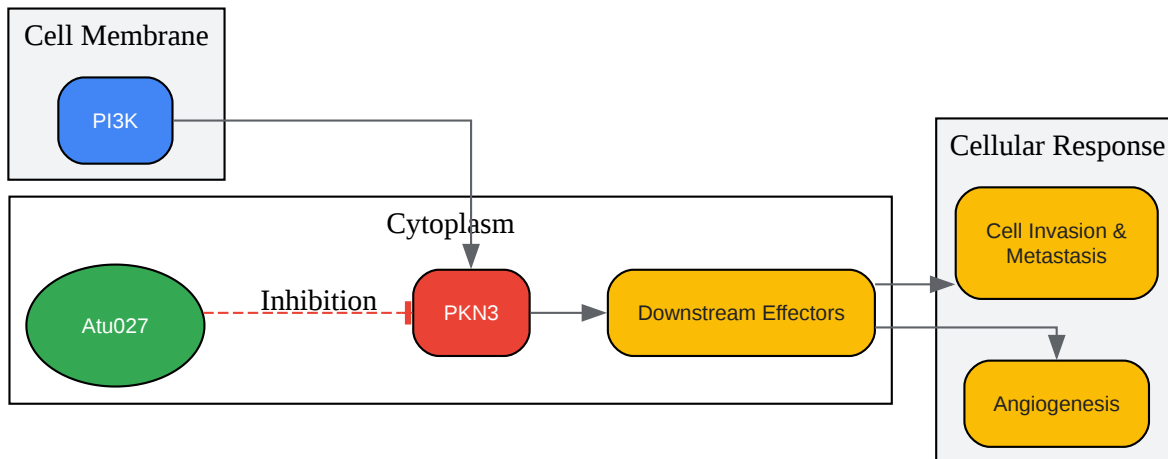 Cell Membrane
PI3K
Cytoplasm
Atu027
Inhibition
PKN3
Downstream Effectors
Cellular Response
Cell Invasion &
Metastasis
Angiogenesis